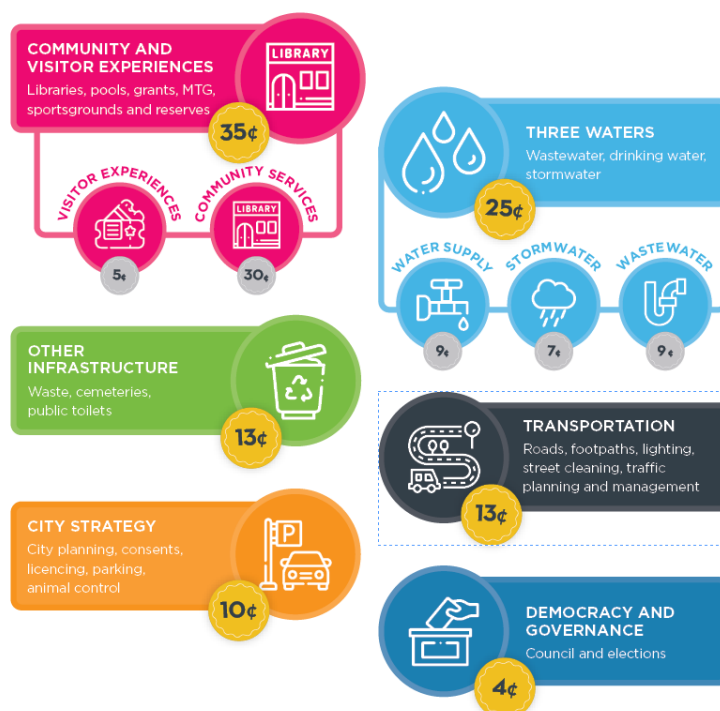 COMMUNITY AND
VISITOR EXPERIENCES
Libraries, pools, grants, MTG,
sportsgrounds and reserves
LIBRARY
35¢
VISITOR EXPERIENCES
5¢
COMMUNITY SERVICES
LIBRARY
30¢
THREE WATERS
Wastewater, drinking water,
stormwater
25¢
WATER SUPPLY
9¢
STORMWATER
7¢
WASTEWATER
9¢
OTHER
INFRASTRUCTURE
Waste, cemeteries,
public toilets
13¢
TRANSPORTATION
Roads, footpaths, lighting,
street cleaning, traffic
planning and management
13¢
CITY STRATEGY
City planning, consents,
licencing, parking,
animal control
P
10¢
DEMOCRACY AND
GOVERNANCE
Council and elections
4¢